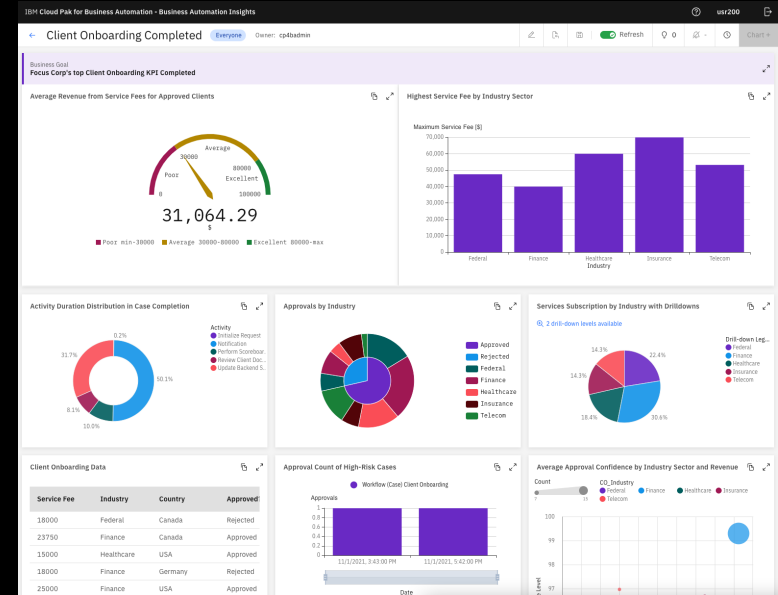 IBM Cloud Pak for Business Automation - Business Automation Insights
usr200
Client Onboarding Completed
Everyone
Owner: cp4badmin
Refresh
0
Chart +
Business Goal
Focus Corp's top Client Onboarding KPI Completed
Average Revenue from Service Fees for Approved Clients
Average
30000
80000
Poor
Excellent
0
100000
31,064.29
$
Poor min-30000
Average 30000-80000
Excellent 80000-max
Highest Service Fee by Industry Sector
Maximum Service Fee [$]
70,000
60,000
50,000
40,000
30,000
20,000
10,000
0
Federal
Finance
Healthcare
Insurance
Telecom
Industry
Activity Duration Distribution in Case Completion
0.2%
31.7%
50.1%
8.1%
10.0%
Activity
Initialize Request
Notification
Perform Scoreboar..
Review Client Doc..
Update Backend S..
Approvals by Industry
Approved
Rejected
Federal
Finance
Healthcare
Insurance
Telecom
Services Subscription by Industry with Drilldowns
2 drill-down levels available
14.3%
22.4%
14.3%
18.4%
30.6%
Drill-down Leg...
Federal
Finance
Healthcare
Insurance
Telecom
Client Onboarding Data
Service Fee Industry Country Approved?
18000 Federal Canada Rejected
23750 Finance Canada Approved
15000 Healthcare USA Approved
18000 Finance Germany Rejected
25000 Finance USA Approved
Approval Count of High-Risk Cases
Workflow (Case) Client Onboarding
Approvals
1
0.8
0.6
0.4
0.2
0
11/1/2021, 3:43:00 PM
11/1/2021, 5:42:00 PM
Date
Average Approval Confidence by Industry Sector and Revenue
Count
7
15
CO_Industry
Federal
Finance
Healthcare
Insurance
Telecom
100
99
98
97
Level